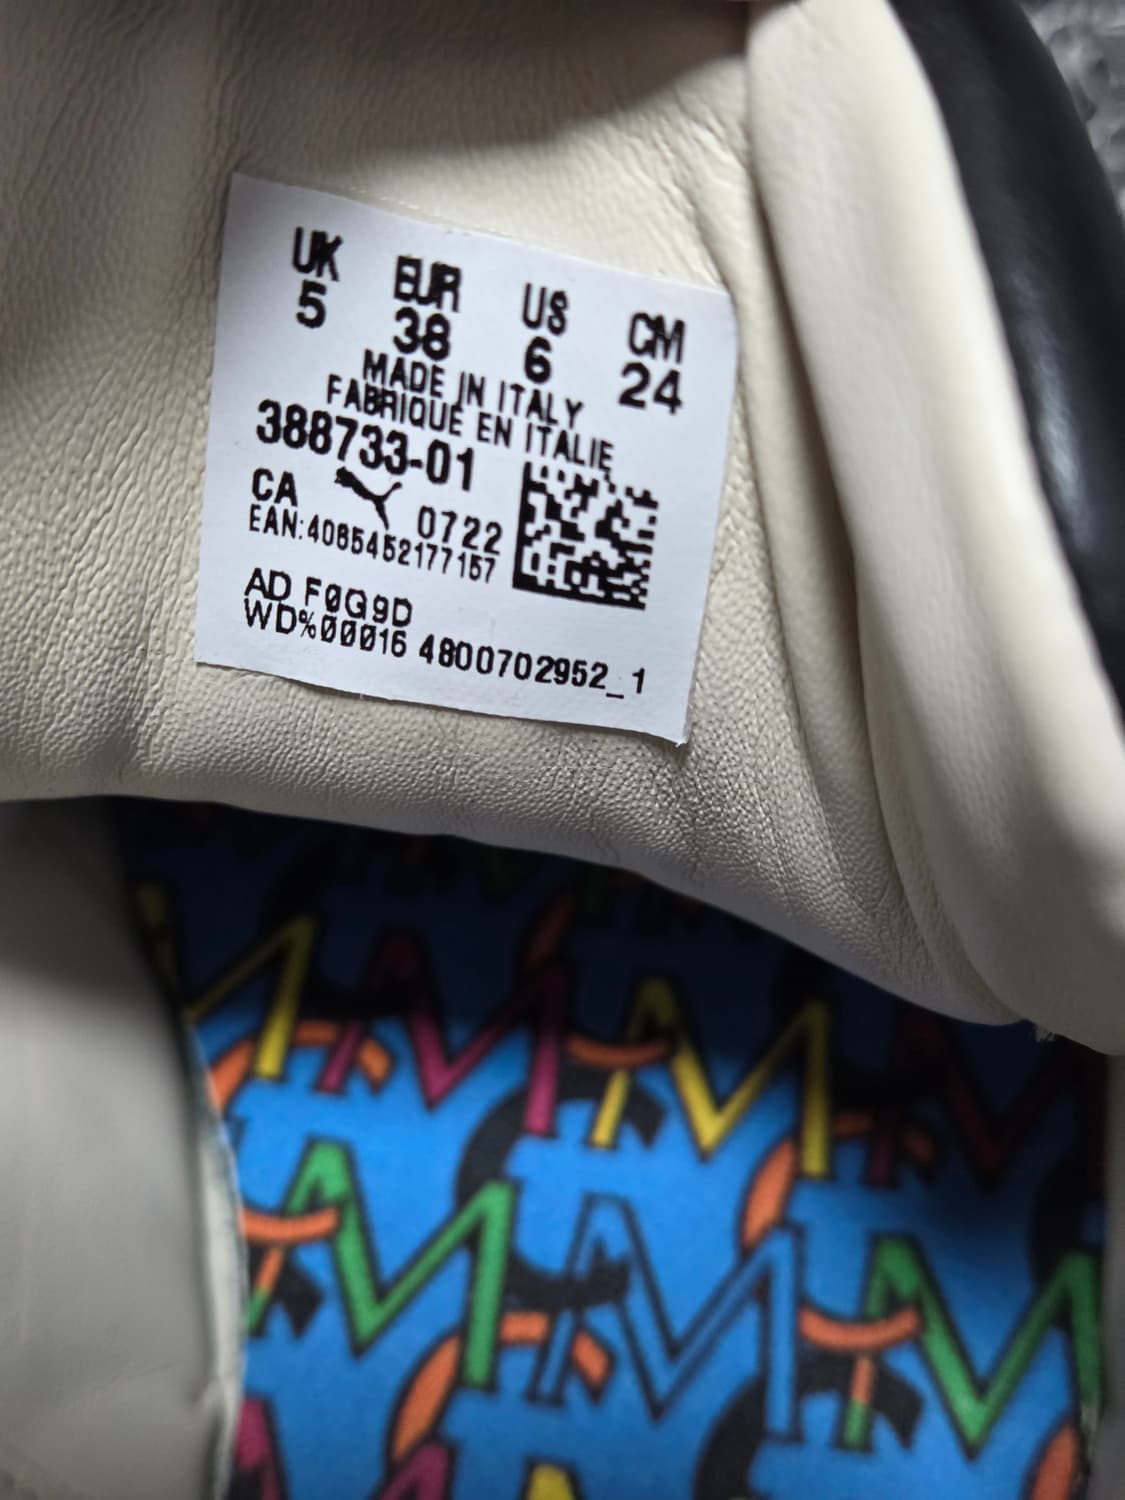 UK EUR US CM
5 38 6 24
MADE IN ITALY
FABRIQUÉ EN ITALIE
388733-01
CA 0722
EAN:4065452177157
AD F0G9D
WD%00016 4800702952_1